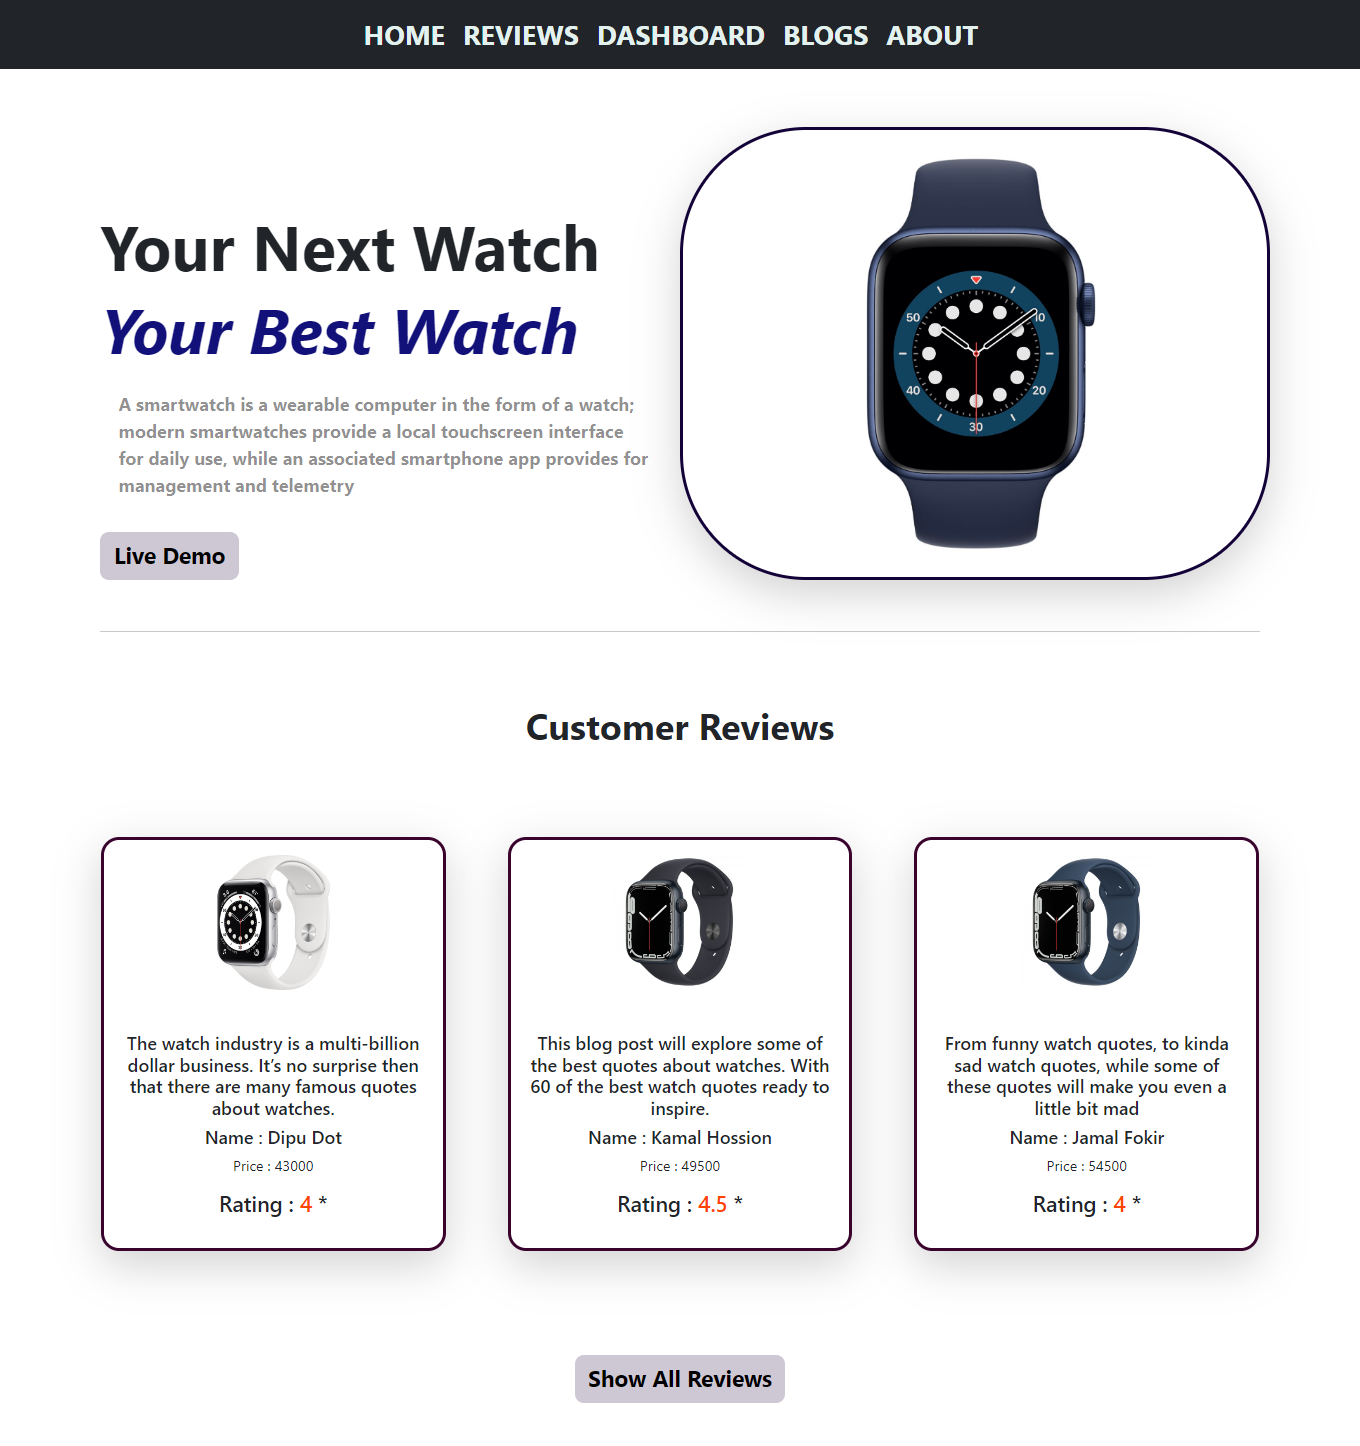 HOME REVIEWS DASHBOARD BLOGS ABOUT
Your Next Watch
Your Best Watch
A smartwatch is a wearable computer in the form of a watch;
modern smartwatches provide a local touchscreen interface
for daily use, while an associated smartphone app provides for
management and telemetry
Live Demo
50
10
40
20
30
Customer Reviews
The watch industry is a multi-billion
dollar business. It’s no surprise then
that there are many famous quotes
about watches.
Name : Dipu Dot
Price : 43000
Rating : 4 *
This blog post will explore some of
the best quotes about watches. With
60 of the best watch quotes ready to
inspire.
Name : Kamal Hossion
Price : 49500
Rating : 4.5 *
From funny watch quotes, to kinda
sad watch quotes, while some of
these quotes will make you even a
little bit mad
Name : Jamal Fokir
Price : 54500
Rating : 4 *
Show All Reviews